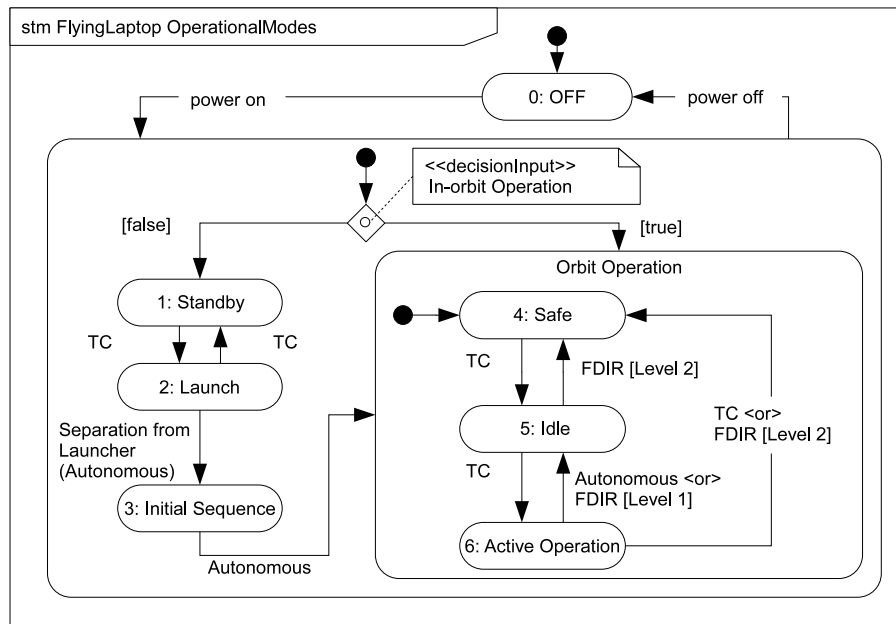 stm FlyingLaptop OperationalModes
0: OFF
power on
power off
<<decisionInput>>
In-orbit Operation
[false]
[true]
Orbit Operation
1: Standby
TC
TC
2: Launch
Separation from
Launcher
(Autonomous)
3: Initial Sequence
Autonomous
4: Safe
TC
FDIR [Level 2]
5: Idle
TC
Autonomous <or>
FDIR [Level 1]
6: Active Operation
TC <or>
FDIR [Level 2]